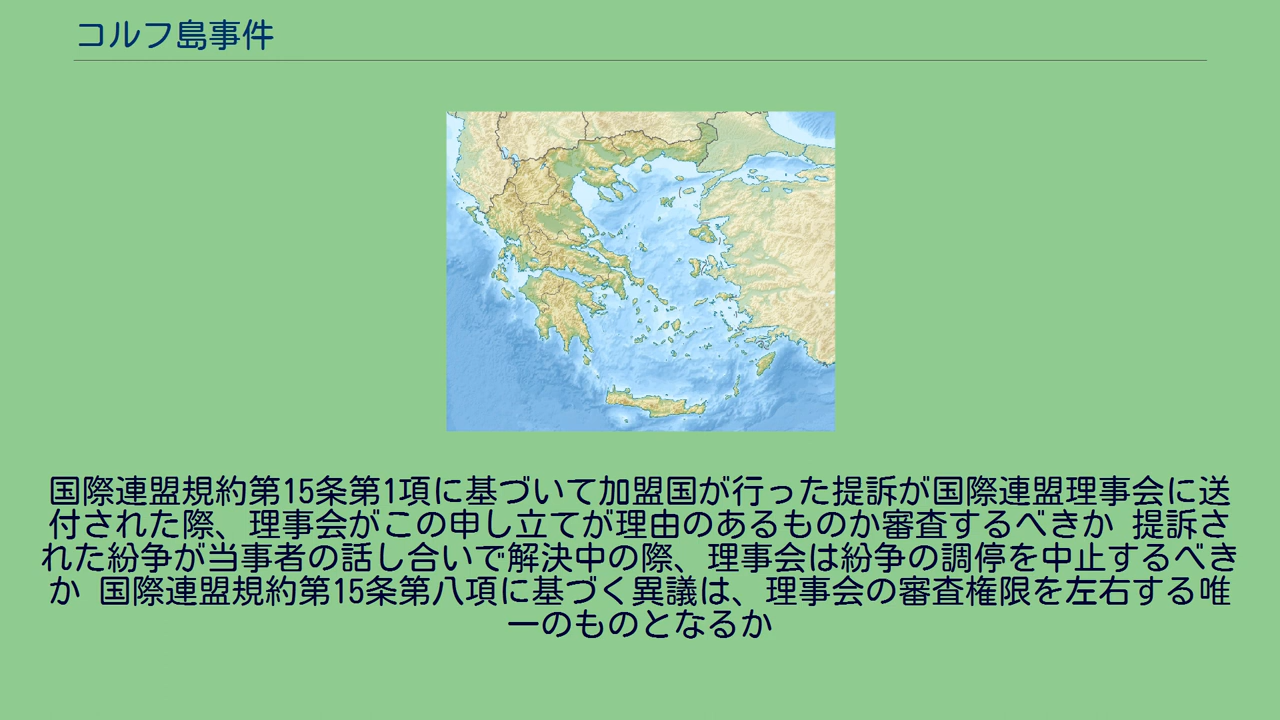 コルフ島事件
国際連盟規約第15条第1項に基づいて加盟国が行った提訴が国際連盟理事会に送
付された際、理事会がこの申し立てが理由のあるものか審査するべきか 提訴さ
れた紛争が当事者の話し合いで解決中の際、理事会は紛争の調停を中止するべき
か 国際連盟規約第15条第八項に基づく異議は、理事会の審査権限を左右する唯
一のものとなるか